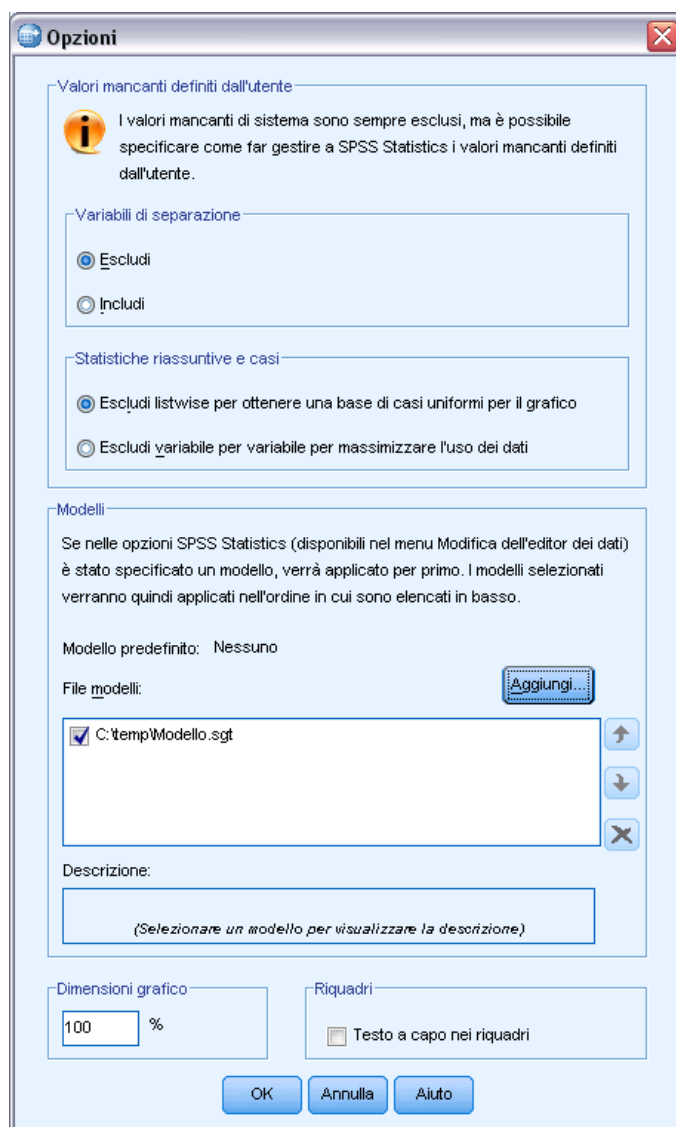 Opzioni
Valori mancanti definiti dall'utente
I valori mancanti di sistema sono sempre esclusi, ma è possibile
specificare come far gestire a SPSS Statistics i valori mancanti definiti
dall'utente.
Variabili di separazione
Escludi
Includi
Statistiche riassuntive e casi
Escludi listwise per ottenere una base di casi uniformi per il grafico
Escludi variabile per variabile per massimizzare l'uso dei dati
Modelli
Se nelle opzioni SPSS Statistics (disponibili nel menu Modifica dell'editor dei dati)
è stato specificato un modello, verrà applicato per primo. I modelli selezionati
verranno quindi applicati nell'ordine in cui sono elencati in basso.
Modello predefinito: Nessuno
File modelli:
Aggiungi...
C:\temp\Modello.sgt
Descrizione:
(Selezionare un modello per visualizzare la descrizione)
Dimensioni grafico
100 %
Riquadri
Testo a capo nei riquadri
OK Annulla Aiuto